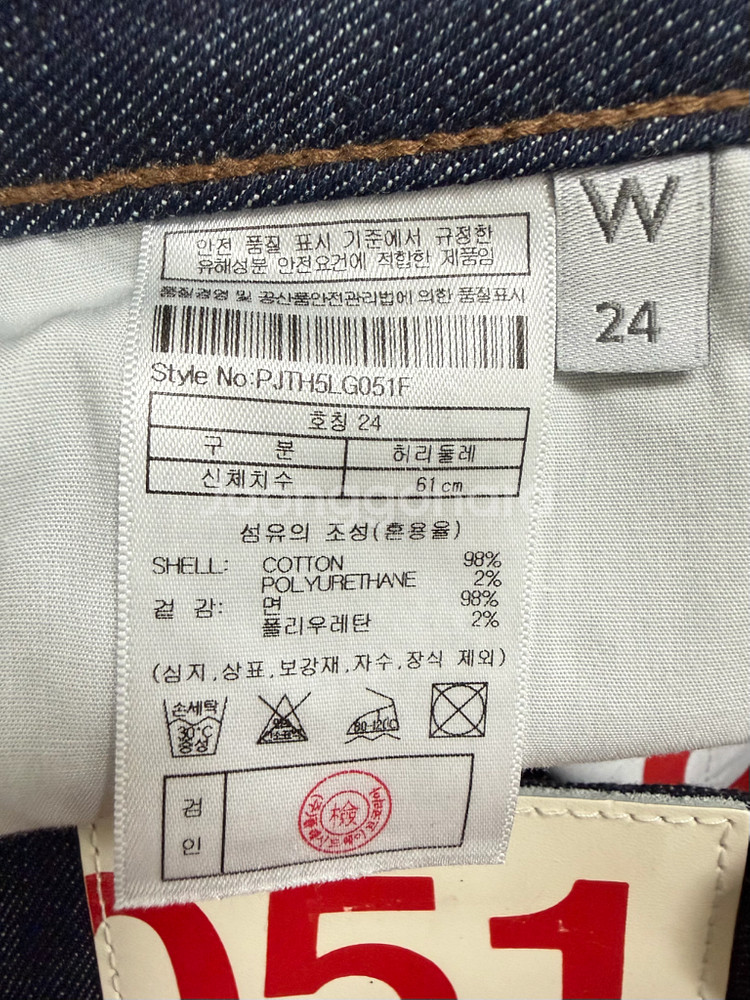 안전 품질 표시 기준에서 규정한
유해성분 안전요건에 적합한 제품임
품질경영 및 공산품안전관리법에 의한 품질표시
W
24
Style No:PJTH5LG051F
호칭 24
구 분 허리둘레
신체치수 61cm
섬유의 조성(혼용율)
SHELL: COTTON 98%
POLYURETHANE 2%
겉 감: 면 98%
폴리우레탄 2%
(심지,상표,보강재,자수,장식 제외)
손세탁
30°C
중성
80-120(C
검
인
檢
051